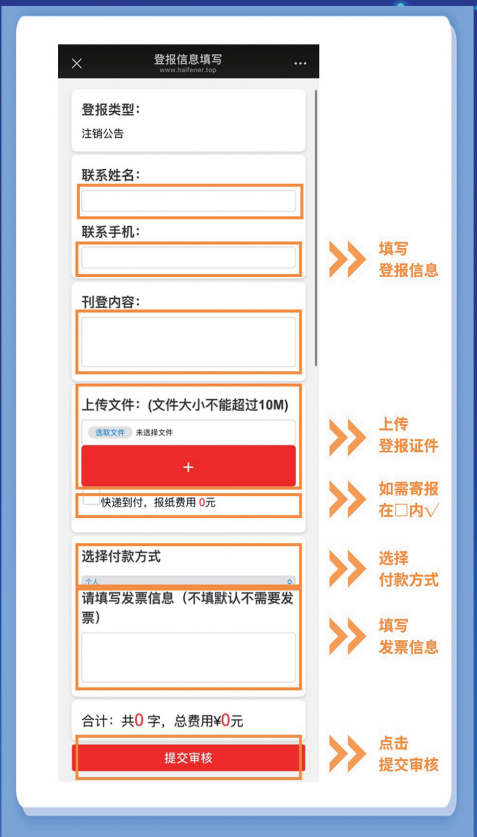 登报信息填写
www.haifener.top
登报类型：
注销公告
联系姓名：
联系手机：
填写
登报信息
刊登内容：
上传文件：(文件大小不能超过10M)
选取文件 未选择文件
+
上传
登报证件
快递到付，报纸费用 0元
如需寄报
在□内√
选择付款方式
个人
选择
付款方式
请填写发票信息（不填默认不需要发
票）
填写
发票信息
合计：共0 字，总费用¥0元
提交审核
点击
提交审核